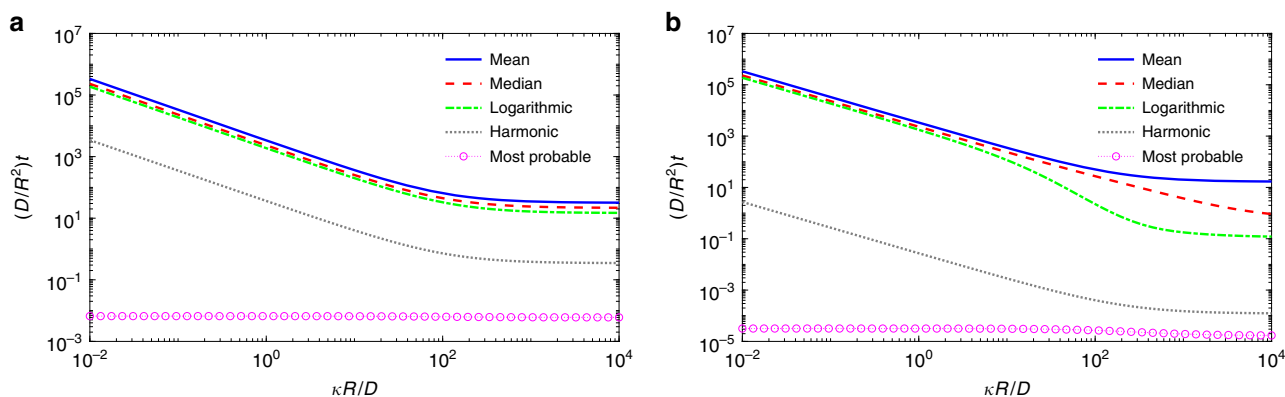 a
b
10^7
10^5
10^3
10^1
10^−1
10^−3
(D/R^2)t
Mean
Median
Logarithmic
Harmonic
Most probable
10^−2
10^0
10^2
10^4
κR/D
10^7
10^5
10^3
10^1
10^−1
10^−3
10^−5
(D/R^2)t
Mean
Median
Logarithmic
Harmonic
Most probable
10^−2
10^0
10^2
10^4
κR/D